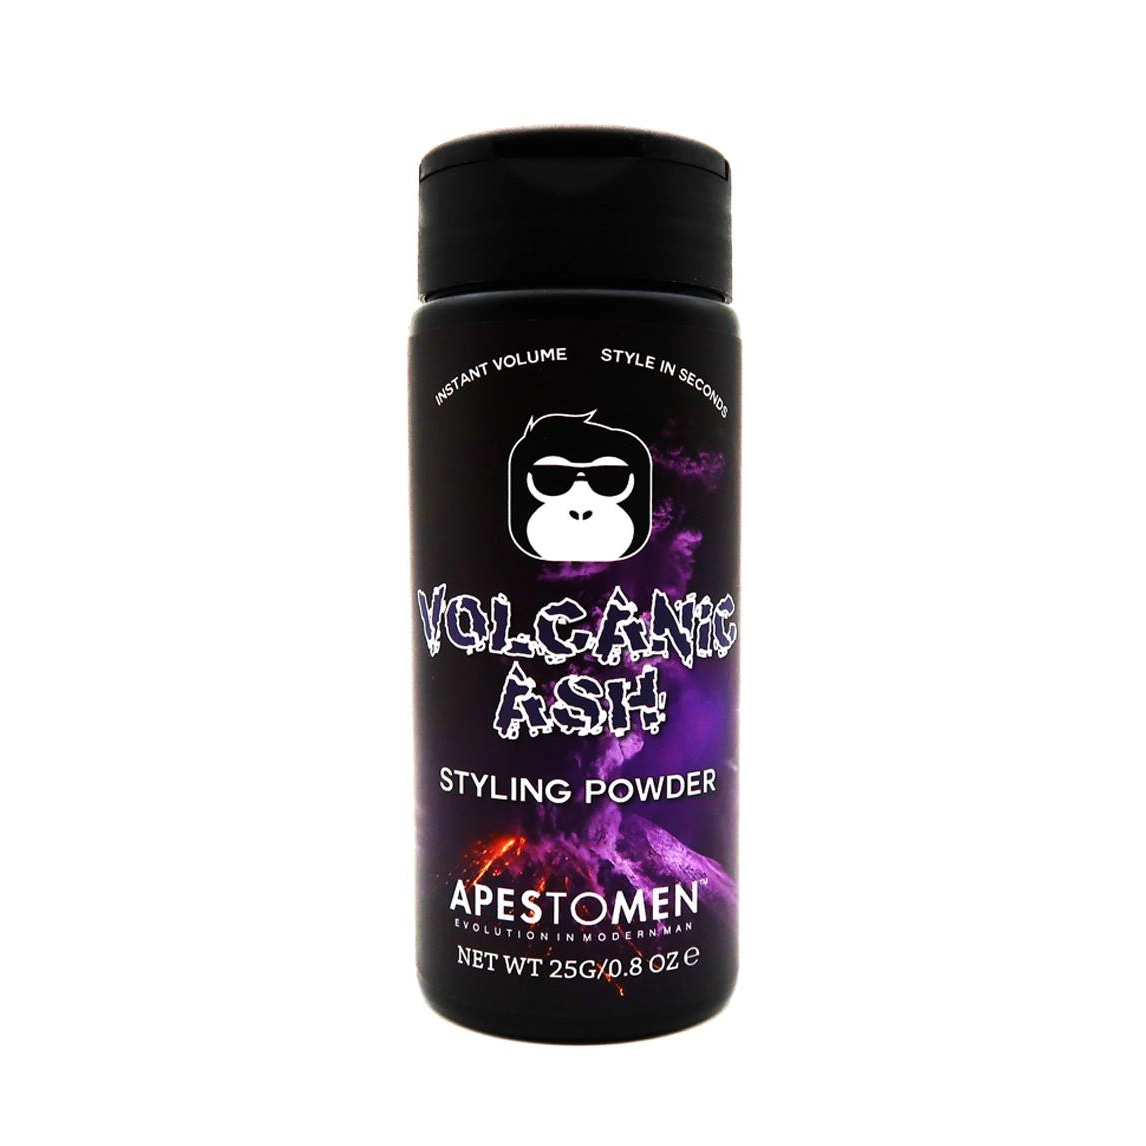 INSTANT VOLUME STYLE IN SECONDS
VOLCANIC
ASH
STYLING POWDER
APESTOMEN™
EVOLUTION IN MODERN MAN
NET WT 25G/0.8 OZ ℮